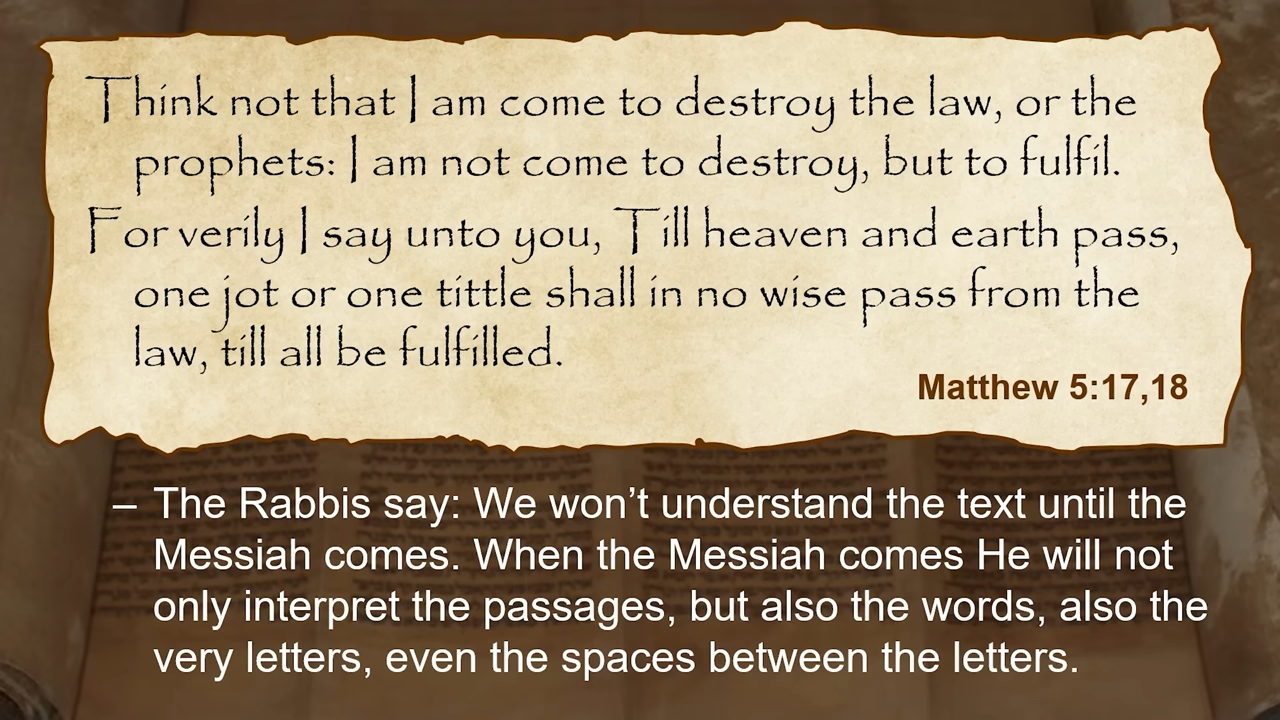 Think not that I am come to destroy the law, or the
prophets: I am not come to destroy, but to fulfil.
For verily I say unto you, Till heaven and earth pass,
one jot or one tittle shall in no wise pass from the
law, till all be fulfilled.
Matthew 5:17,18
– The Rabbis say: We won’t understand the text until the
Messiah comes. When the Messiah comes He will not
only interpret the passages, but also the words, also the
very letters, even the spaces between the letters.